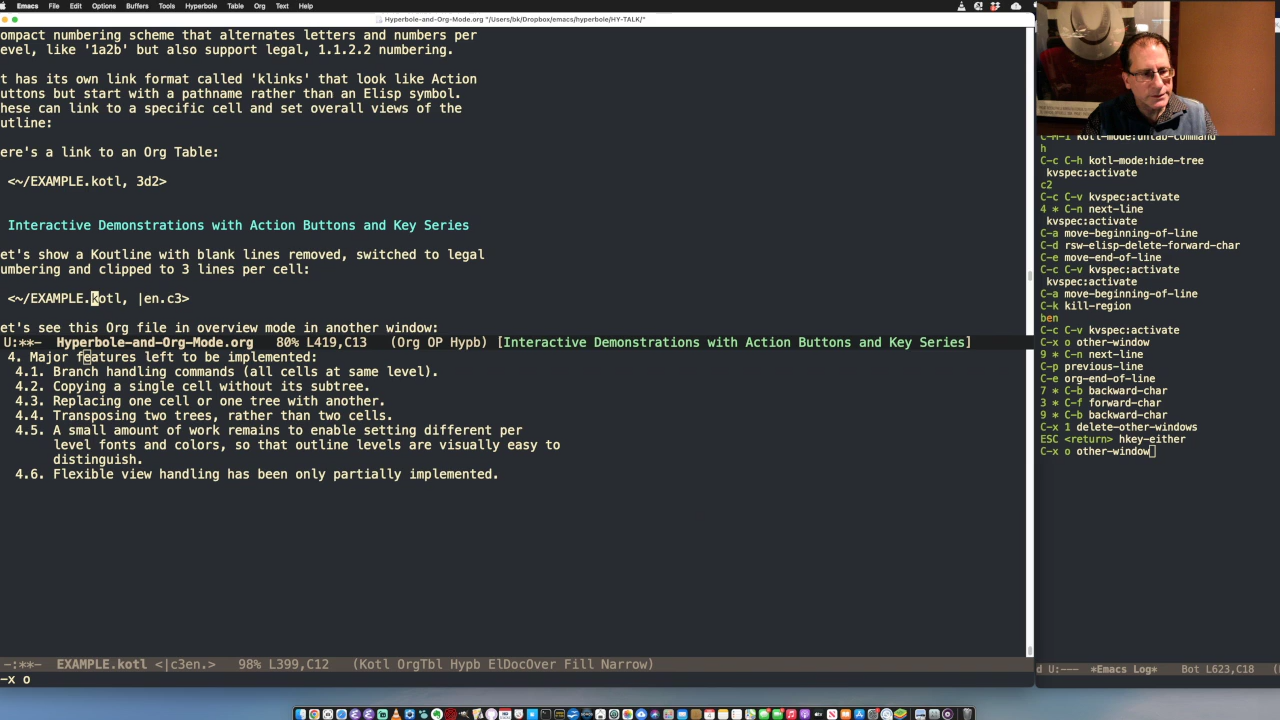 Emacs File Edit Options Buffers Tools Hyperbole Table Org Text Help
Hyperbole-and-Org-Mode.org "/Users/bk/Dropbox/emacs/hyperbole/HY-TALK/"
ompact numbering scheme that alternates letters and numbers per
evel, like '1a2b' but also support legal, 1.1.2.2 numbering.
t has its own link format called 'klinks' that look like Action
uttons but start with a pathname rather than an Elisp symbol.
hese can link to a specific cell and set overall views of the
utline:
ere's a link to an Org Table:
<~/EXAMPLE.kotl, 3d2>
Interactive Demonstrations with Action Buttons and Key Series
et's show a Koutline with blank lines removed, switched to legal
umbering and clipped to 3 lines per cell:
<~/EXAMPLE.kotl, |en.c3>
et's see this Org file in overview mode in another window:
U:**- Hyperbole-and-Org-Mode.org 80% L419,C13 (Org OP Hypb) [Interactive Demonstrations with Action Buttons and Key Series]
4. Major features left to be implemented:
4.1. Branch handling commands (all cells at same level).
4.2. Copying a single cell without its subtree.
4.3. Replacing one cell or one tree with another.
4.4. Transposing two trees, rather than two cells.
4.5. A small amount of work remains to enable setting different per
level fonts and colors, so that outline levels are visually easy to
distinguish.
4.6. Flexible view handling has been only partially implemented.
-:**- EXAMPLE.kotl <|c3en.> 98% L399,C12 (Kotl OrgTbl Hypb ElDocOver Fill Narrow)
-x o
h
C-c C-h kotl-mode:hide-tree
kvspec:activate
c2
C-c C-v kvspec:activate
4 * C-n next-line
kvspec:activate
C-a move-beginning-of-line
C-d rsw-elisp-delete-forward-char
C-e move-end-of-line
C-c C-v kvspec:activate
kvspec:activate
C-a move-beginning-of-line
C-k kill-region
ben
C-c C-v kvspec:activate
C-x o other-window
9 * C-n next-line
C-p previous-line
C-e org-end-of-line
7 * C-b backward-char
3 * C-f forward-char
9 * C-b backward-char
C-x 1 delete-other-windows
ESC <return> hkey-either
C-x o other-window
d U:--- *Emacs Log* Bot L623,C18 (